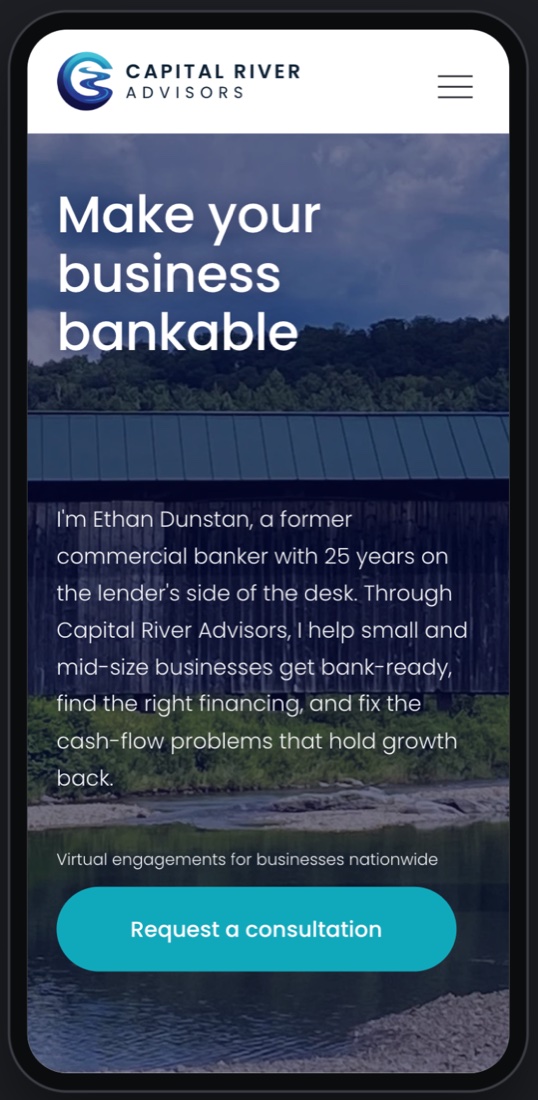 CAPITAL RIVER
ADVISORS
Make your
business
bankable
I'm Ethan Dunstan, a former
commercial banker with 25 years on
the lender's side of the desk. Through
Capital River Advisors, I help small and
mid-size businesses get bank-ready,
find the right financing, and fix the
cash-flow problems that hold growth
back.
Virtual engagements for businesses nationwide
Request a consultation